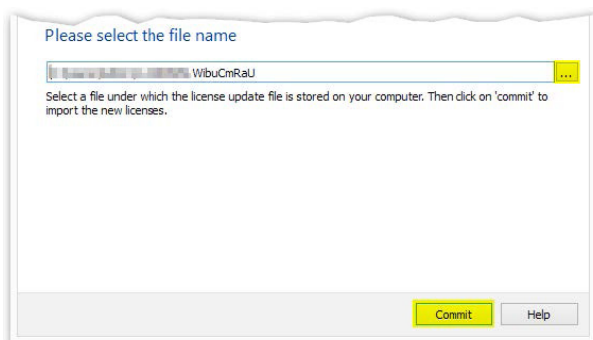 Please select the file name
WibuCmRaU
...
Select a file under which the license update file is stored on your computer. Then click on 'commit' to
import the new licenses.
Commit
Help